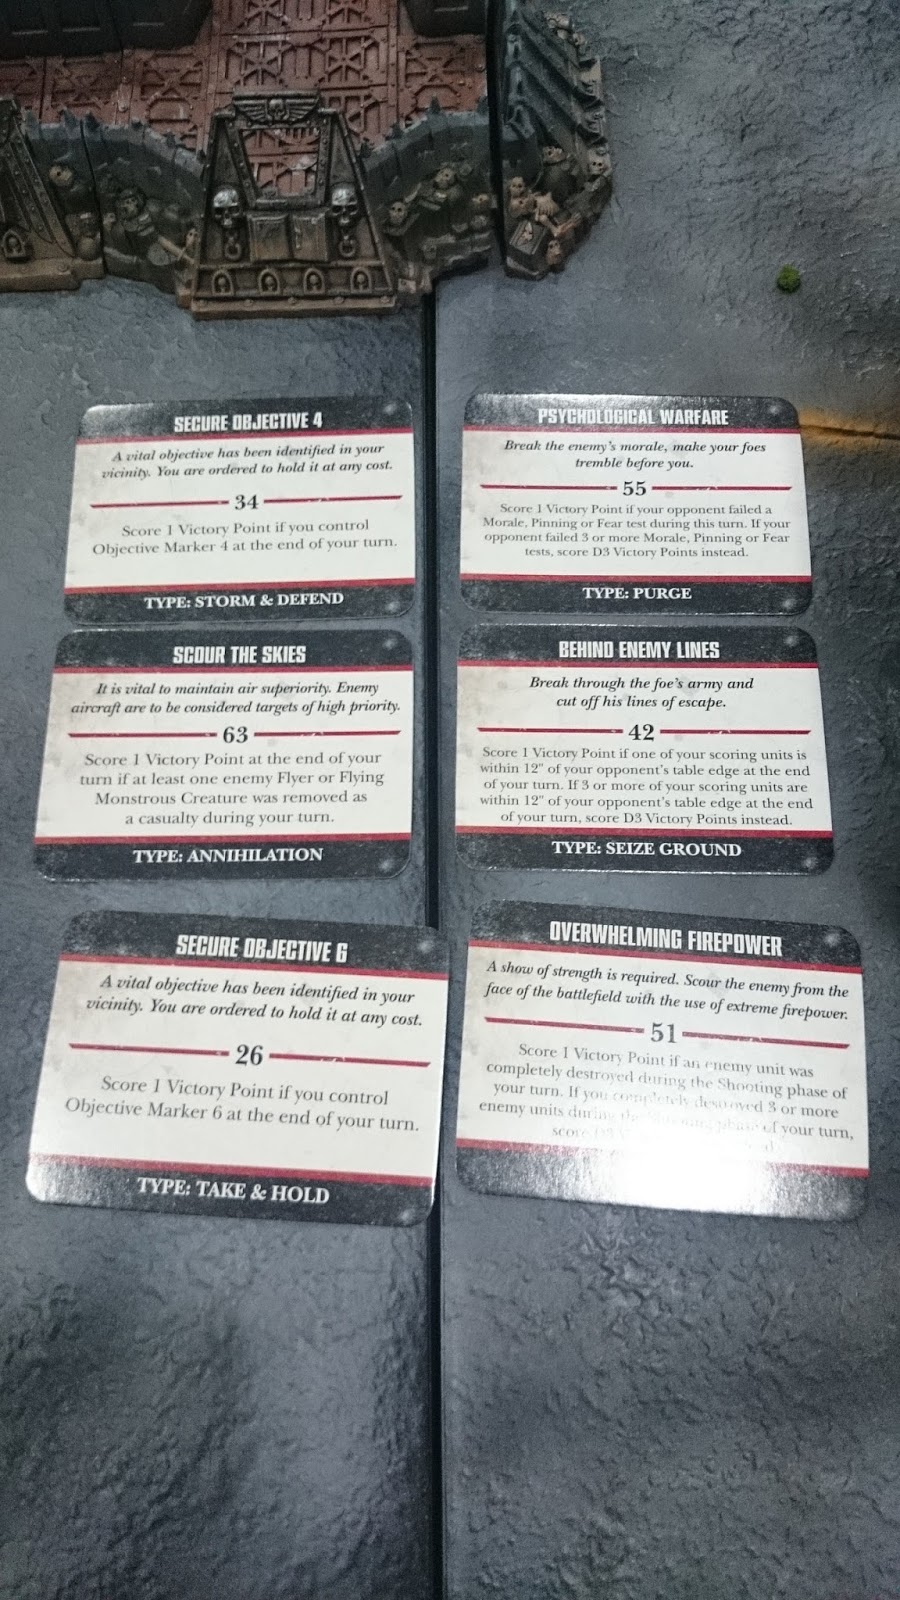 SECURE OBJECTIVE 4
A vital objective has been identified in your
vicinity. You are ordered to hold it at any cost.
34
Score 1 Victory Point if you control
Objective Marker 4 at the end of your turn.
TYPE: STORM & DEFEND
PSYCHOLOGICAL WARFARE
Break the enemy's morale, make your foes
tremble before you.
55
Score 1 Victory Point if your opponent failed a
Morale, Pinning or Fear test during this turn. If your
opponent failed 3 or more Morale, Pinning or Fear
tests, score D3 Victory Points instead.
TYPE: PURGE
SCOUR THE SKIES
It is vital to maintain air superiority. Enemy
aircraft are to be considered targets of high priority.
63
Score 1 Victory Point at the end of your
turn if at least one enemy Flyer or Flying
Monstrous Creature was removed as
a casualty during your turn.
TYPE: ANNIHILATION
BEHIND ENEMY LINES
Break through the foe's army and
cut off his lines of escape.
42
Score 1 Victory Point if one of your scoring units is
within 12" of your opponent's table edge at the end
of your turn. If 3 or more of your scoring units are
within 12" of your opponent's table edge at the end
of your turn, score D3 Victory Points instead.
TYPE: SEIZE GROUND
SECURE OBJECTIVE 6
A vital objective has been identified in your
vicinity. You are ordered to hold it at any cost.
26
Score 1 Victory Point if you control
Objective Marker 6 at the end of your turn.
TYPE: TAKE & HOLD
OVERWHELMING FIREPOWER
A show of strength is required. Scour the enemy from the
face of the battlefield with the use of extreme firepower.
51
Score 1 Victory Point if an enemy unit was
completely destroyed during the Shooting phase of
your turn. If you completely destroyed 3 or more
enemy units during the phase of your turn,
score D3